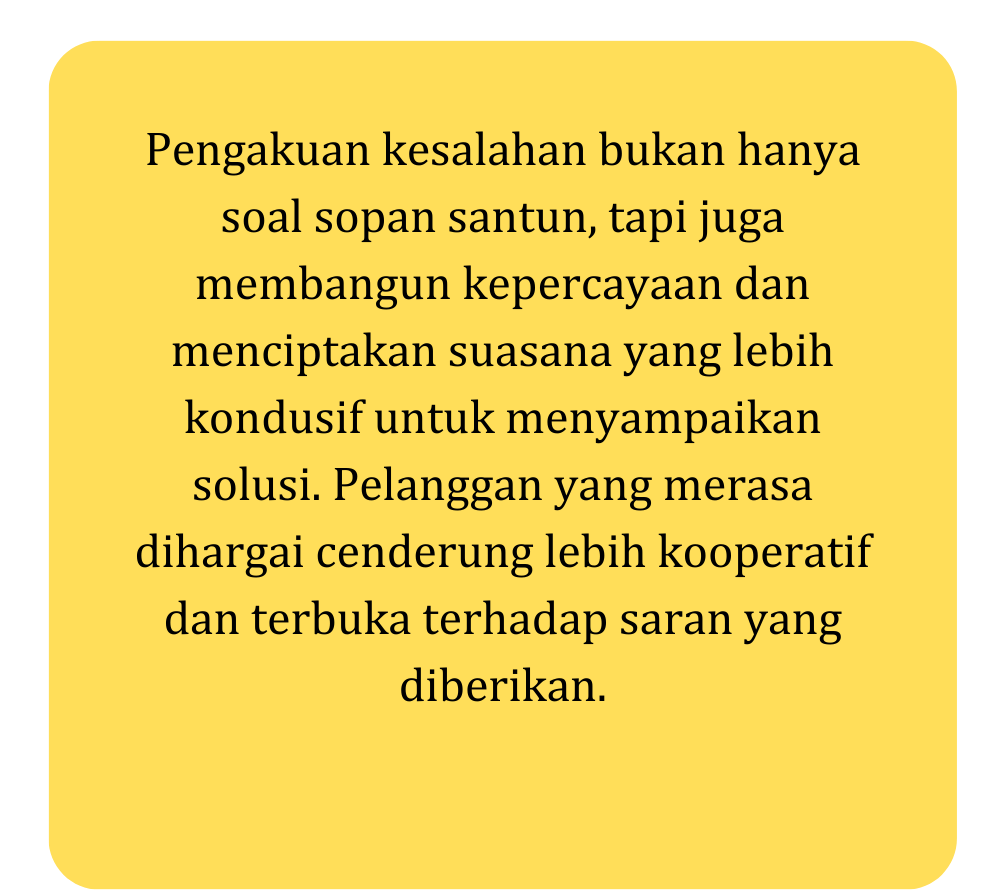 Pengakuan kesalahan bukan hanya
soal sopan santun, tapi juga
membangun kepercayaan dan
menciptakan suasana yang lebih
kondusif untuk menyampaikan
solusi. Pelanggan yang merasa
dihargai cenderung lebih kooperatif
dan terbuka terhadap saran yang
diberikan.